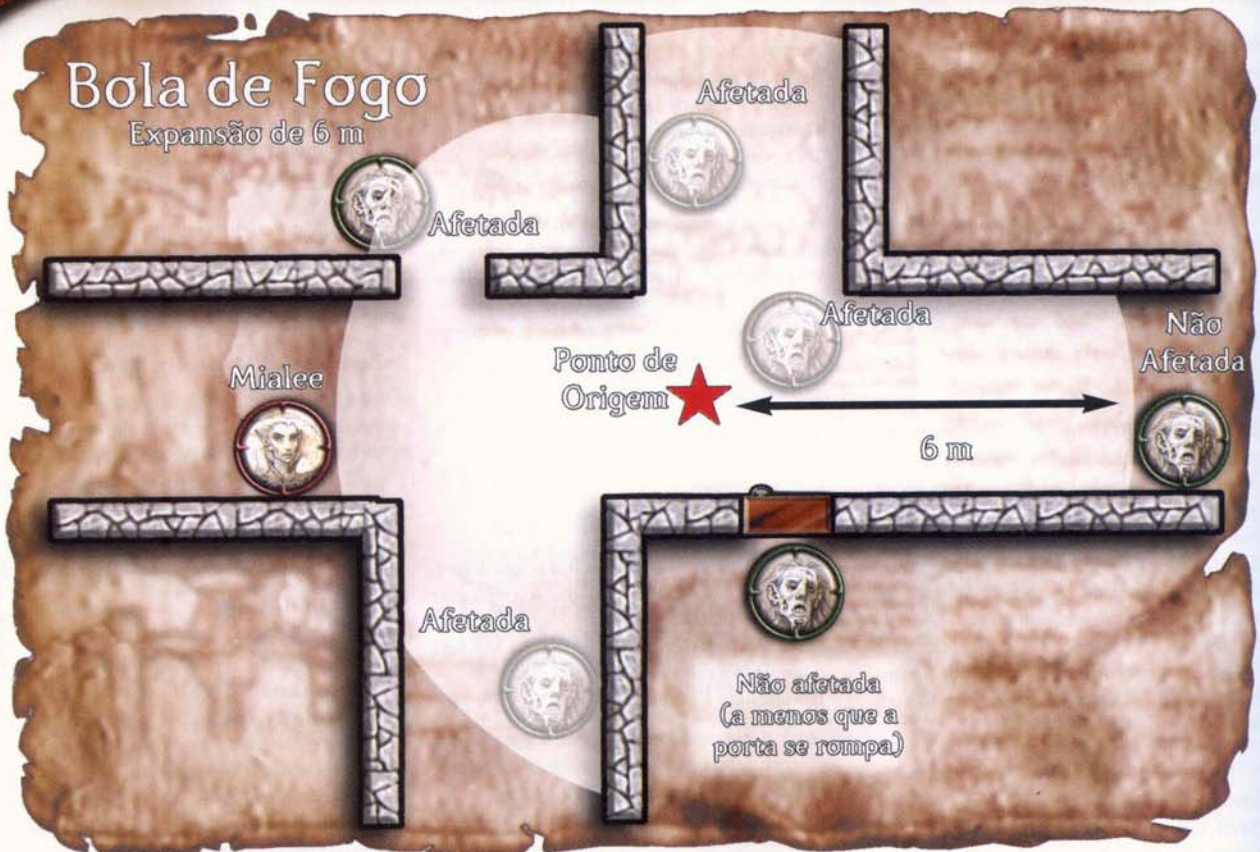 Bola de Fogo
Expansão de 6 m
Afetada
Afetada
Afetada
Ponto de
Origem
Não
Afetada
Mialee
6 m
Afetada
Não afetada
(a menos que a
porta se rompa)